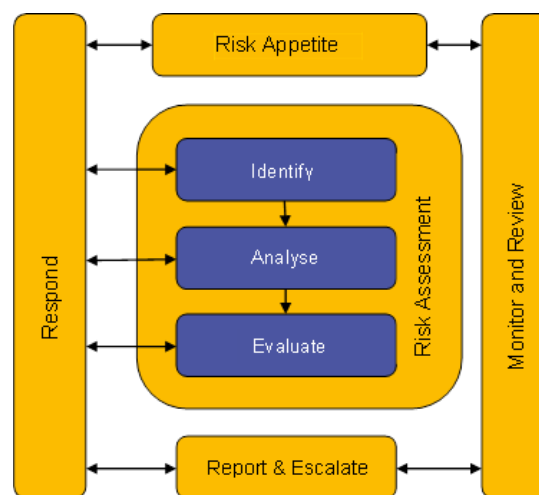 Risk Appetite
Respond
Identify
Analyse
Evaluate
Risk Assessment
Monitor and Review
Report & Escalate